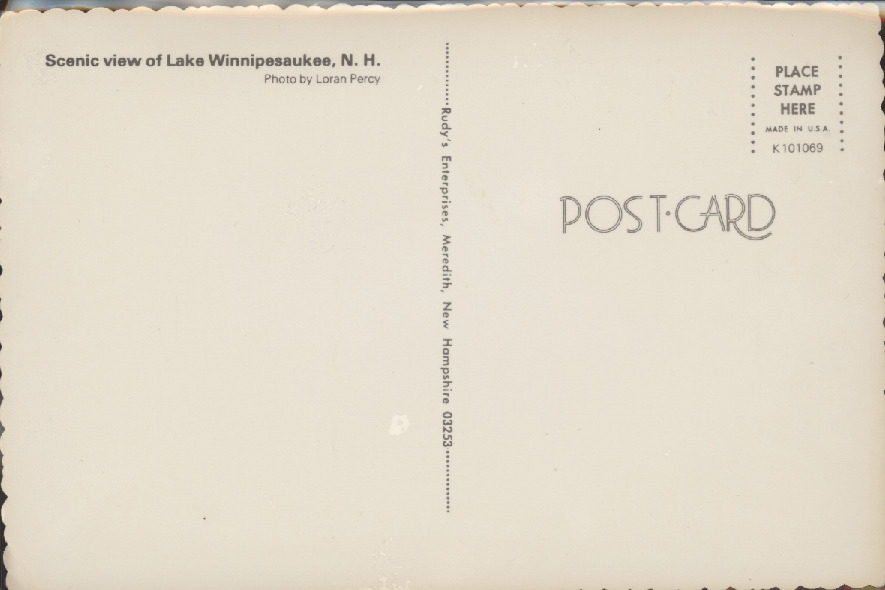 Scenic view of Lake Winnipesaukee, N. H.
Photo by Loran Percy
Rudy's Enterprises, Meredith, New Hampshire 03253
PLACE
STAMP
HERE
MADE IN U.S.A.
K101069
POST·CARD